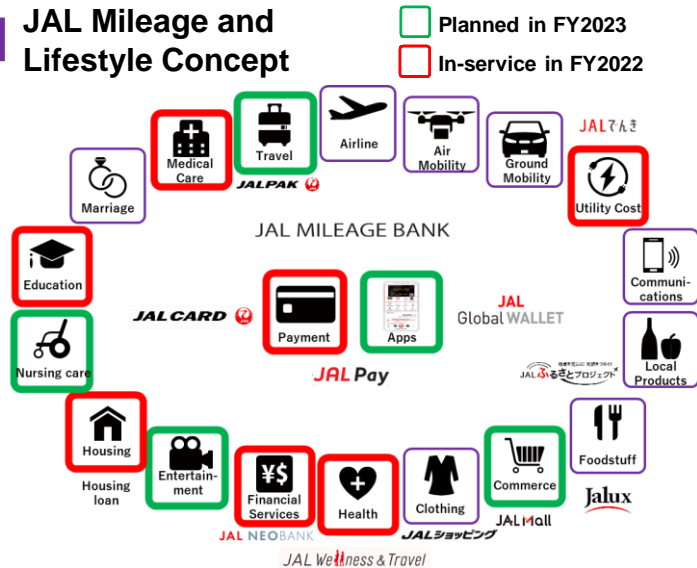 JAL Mileage and
Lifestyle Concept
Planned in FY2023
In-service in FY2022
Medical
Care
Travel
JALPAK
Airline
Air
Mobility
Ground
Mobility
JALでんき
Utility Cost
Marriage
JAL MILEAGE BANK
Education
Communi-
cations
JALCARD
Payment
Apps
JAL
Global WALLET
JAL Pay
Nursing care
JALふるさとプロジェクト
Local
Products
Housing
Housing
loan
Entertain-
ment
¥$
Financial
Services
JAL NEOBANK
Health
JAL Wellness & Travel
Clothing
JALショッピング
Commerce
JAL Mall
Foodstuff
Jalux